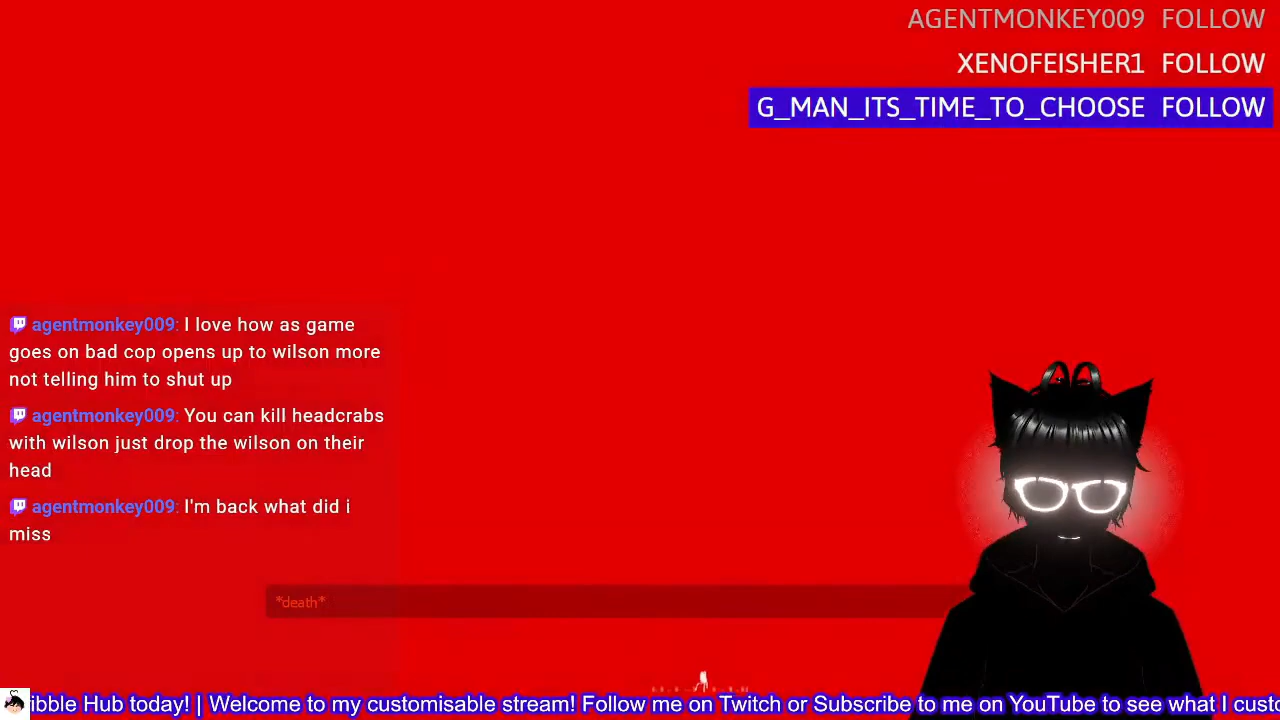 AGENTMONKEY009 FOLLOW
XENOFEISHER1 FOLLOW
G_MAN_ITS_TIME_TO_CHOOSE FOLLOW
agentmonkey009: I love how as game
goes on bad cop opens up to wilson more
not telling him to shut up
agentmonkey009: You can kill headcrabs
with wilson just drop the wilson on their
head
agentmonkey009: I'm back what did i
miss
*death*
ibble Hub today! | Welcome to my customisable stream! Follow me on Twitch or Subscribe to me on YouTube to see what I custo